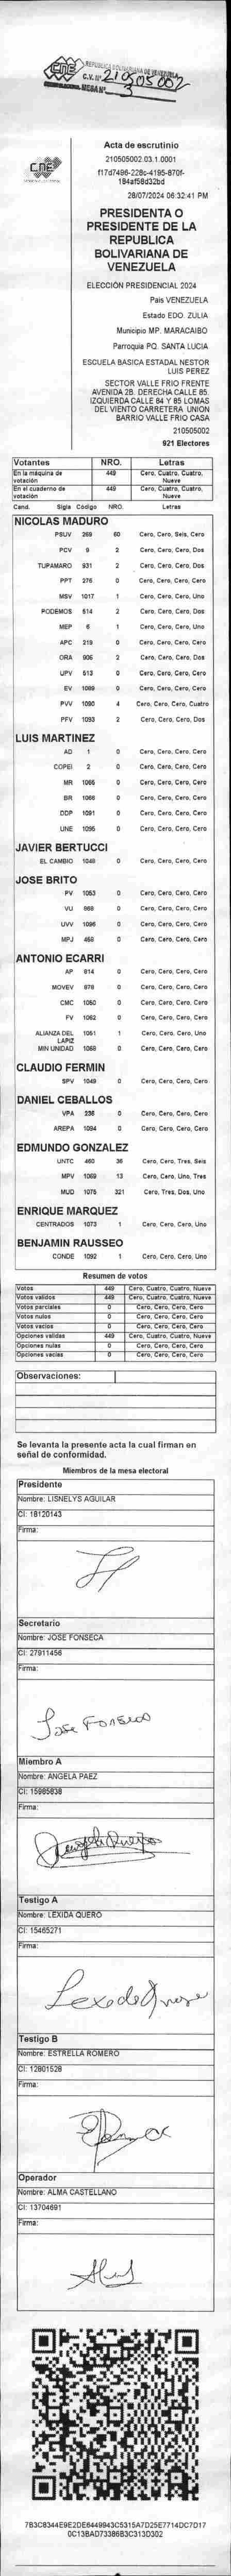 CNE
REPUBLICA BOLIVARIANA DE VENEZUELA
C.V. Nº 210505002
MESA Nº 3
CNE
Acta de escrutinio
210505002.03.1.0001
f17d7496-228c-4195-870f-
184af58d32bd
28/07/2024 06:32:41 PM
PRESIDENTA O
PRESIDENTE DE LA
REPUBLICA
BOLIVARIANA DE
VENEZUELA
ELECCIÓN PRESIDENCIAL 2024
Pais VENEZUELA
Estado EDO. ZULIA
Municipio MP. MARACAIBO
Parroquia PQ. SANTA LUCIA
ESCUELA BASICA ESTADAL NESTOR
LUIS PEREZ
SECTOR VALLE FRIO FRENTE
AVENIDA 2B. DERECHA CALLE 85.
IZQUIERDA CALLE 84 Y 85 LOMAS
DEL VIENTO CARRETERA UNION
BARRIO VALLE FRIO CASA
210505002
921 Electores
Votantes NRO. Letras
En la máquina de votación 449 Cero, Cuatro, Cuatro, Nueve
En el cuaderno de votación 449 Cero, Cuatro, Cuatro, Nueve
Cand. Sigla Código NRO. Letras
NICOLAS MADURO
PSUV 269 60 Cero, Cero, Seis, Cero
PCV 9 2 Cero, Cero, Cero, Dos
TUPAMARO 931 2 Cero, Cero, Cero, Dos
PPT 276 0 Cero, Cero, Cero, Cero
MSV 1017 1 Cero, Cero, Cero, Uno
PODEMOS 614 2 Cero, Cero, Cero, Dos
MEP 6 1 Cero, Cero, Cero, Uno
APC 219 0 Cero, Cero, Cero, Cero
ORA 906 2 Cero, Cero, Cero, Dos
UPV 513 0 Cero, Cero, Cero, Cero
EV 1089 0 Cero, Cero, Cero, Cero
PVV 1090 4 Cero, Cero, Cero, Cuatro
PFV 1093 2 Cero, Cero, Cero, Dos
LUIS MARTINEZ
AD 1 0 Cero, Cero, Cero, Cero
COPEI 2 0 Cero, Cero, Cero, Cero
MR 1065 0 Cero, Cero, Cero, Cero
BR 1068 0 Cero, Cero, Cero, Cero
DDP 1091 0 Cero, Cero, Cero, Cero
UNE 1095 0 Cero, Cero, Cero, Cero
JAVIER BERTUCCI
EL CAMBIO 1048 0 Cero, Cero, Cero, Cero
JOSE BRITO
PV 1053 0 Cero, Cero, Cero, Cero
VU 968 0 Cero, Cero, Cero, Cero
UVV 1096 0 Cero, Cero, Cero, Cero
MPJ 458 0 Cero, Cero, Cero, Cero
ANTONIO ECARRI
AP 814 0 Cero, Cero, Cero, Cero
MOVEV 978 0 Cero, Cero, Cero, Cero
CMC 1050 0 Cero, Cero, Cero, Cero
FV 1062 0 Cero, Cero, Cero, Cero
ALIANZA DEL LAPIZ 1051 1 Cero, Cero, Cero, Uno
MIN UNIDAD 1069 0 Cero, Cero, Cero, Cero
CLAUDIO FERMIN
SPV 1049 0 Cero, Cero, Cero, Cero
DANIEL CEBALLOS
VPA 236 0 Cero, Cero, Cero, Cero
AREPA 1094 0 Cero, Cero, Cero, Cero
EDMUNDO GONZALEZ
UNTC 460 36 Cero, Cero, Tres, Seis
MPV 1069 13 Cero, Cero, Uno, Tres
MUD 1075 321 Cero, Tres, Dos, Uno
ENRIQUE MARQUEZ
CENTRADOS 1073 1 Cero, Cero, Cero, Uno
BENJAMIN RAUSSEO
CONDE 1092 1 Cero, Cero, Cero, Uno
Resumen de votos
Votos 449 Cero, Cuatro, Cuatro, Nueve
Votos validos 449 Cero, Cuatro, Cuatro, Nueve
Votos parciales 0 Cero, Cero, Cero, Cero
Votos nulos 0 Cero, Cero, Cero, Cero
Votos vacios 0 Cero, Cero, Cero, Cero
Opciones validas 449 Cero, Cuatro, Cuatro, Nueve
Opciones nulas 0 Cero, Cero, Cero, Cero
Opciones vacias 0 Cero, Cero, Cero, Cero
Observaciones:
Se levanta la presente acta la cual firman en
señal de conformidad.
Miembros de la mesa electoral
Presidente
Nombre: LISNELYS AGUILAR
CI: 18120143
Firma:
Secretario
Nombre: JOSE FONSECA
CI: 27911456
Firma:
Jose Fonseca
Miembro A
Nombre: ANGELA PAEZ
CI: 15985838
Firma:
Testigo A
Nombre: LEXIDA QUERO
CI: 15465271
Firma:
Testigo B
Nombre: ESTRELLA ROMERO
CI: 12801528
Firma:
Operador
Nombre: ALMA CASTELLANO
CI: 13704691
Firma:
7B3C8344E9E2DE6449943C5315A7D25E7714DC7D17
0C13BAD73386B3C313D302